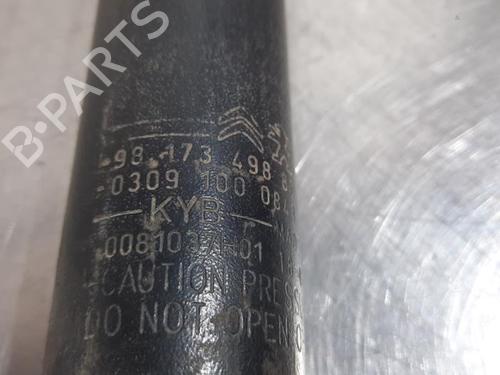 B-PARTS
98 173 498
0309 100 08
KYB
0081037H01
CAUTION PRESS
DO NOT OPEN